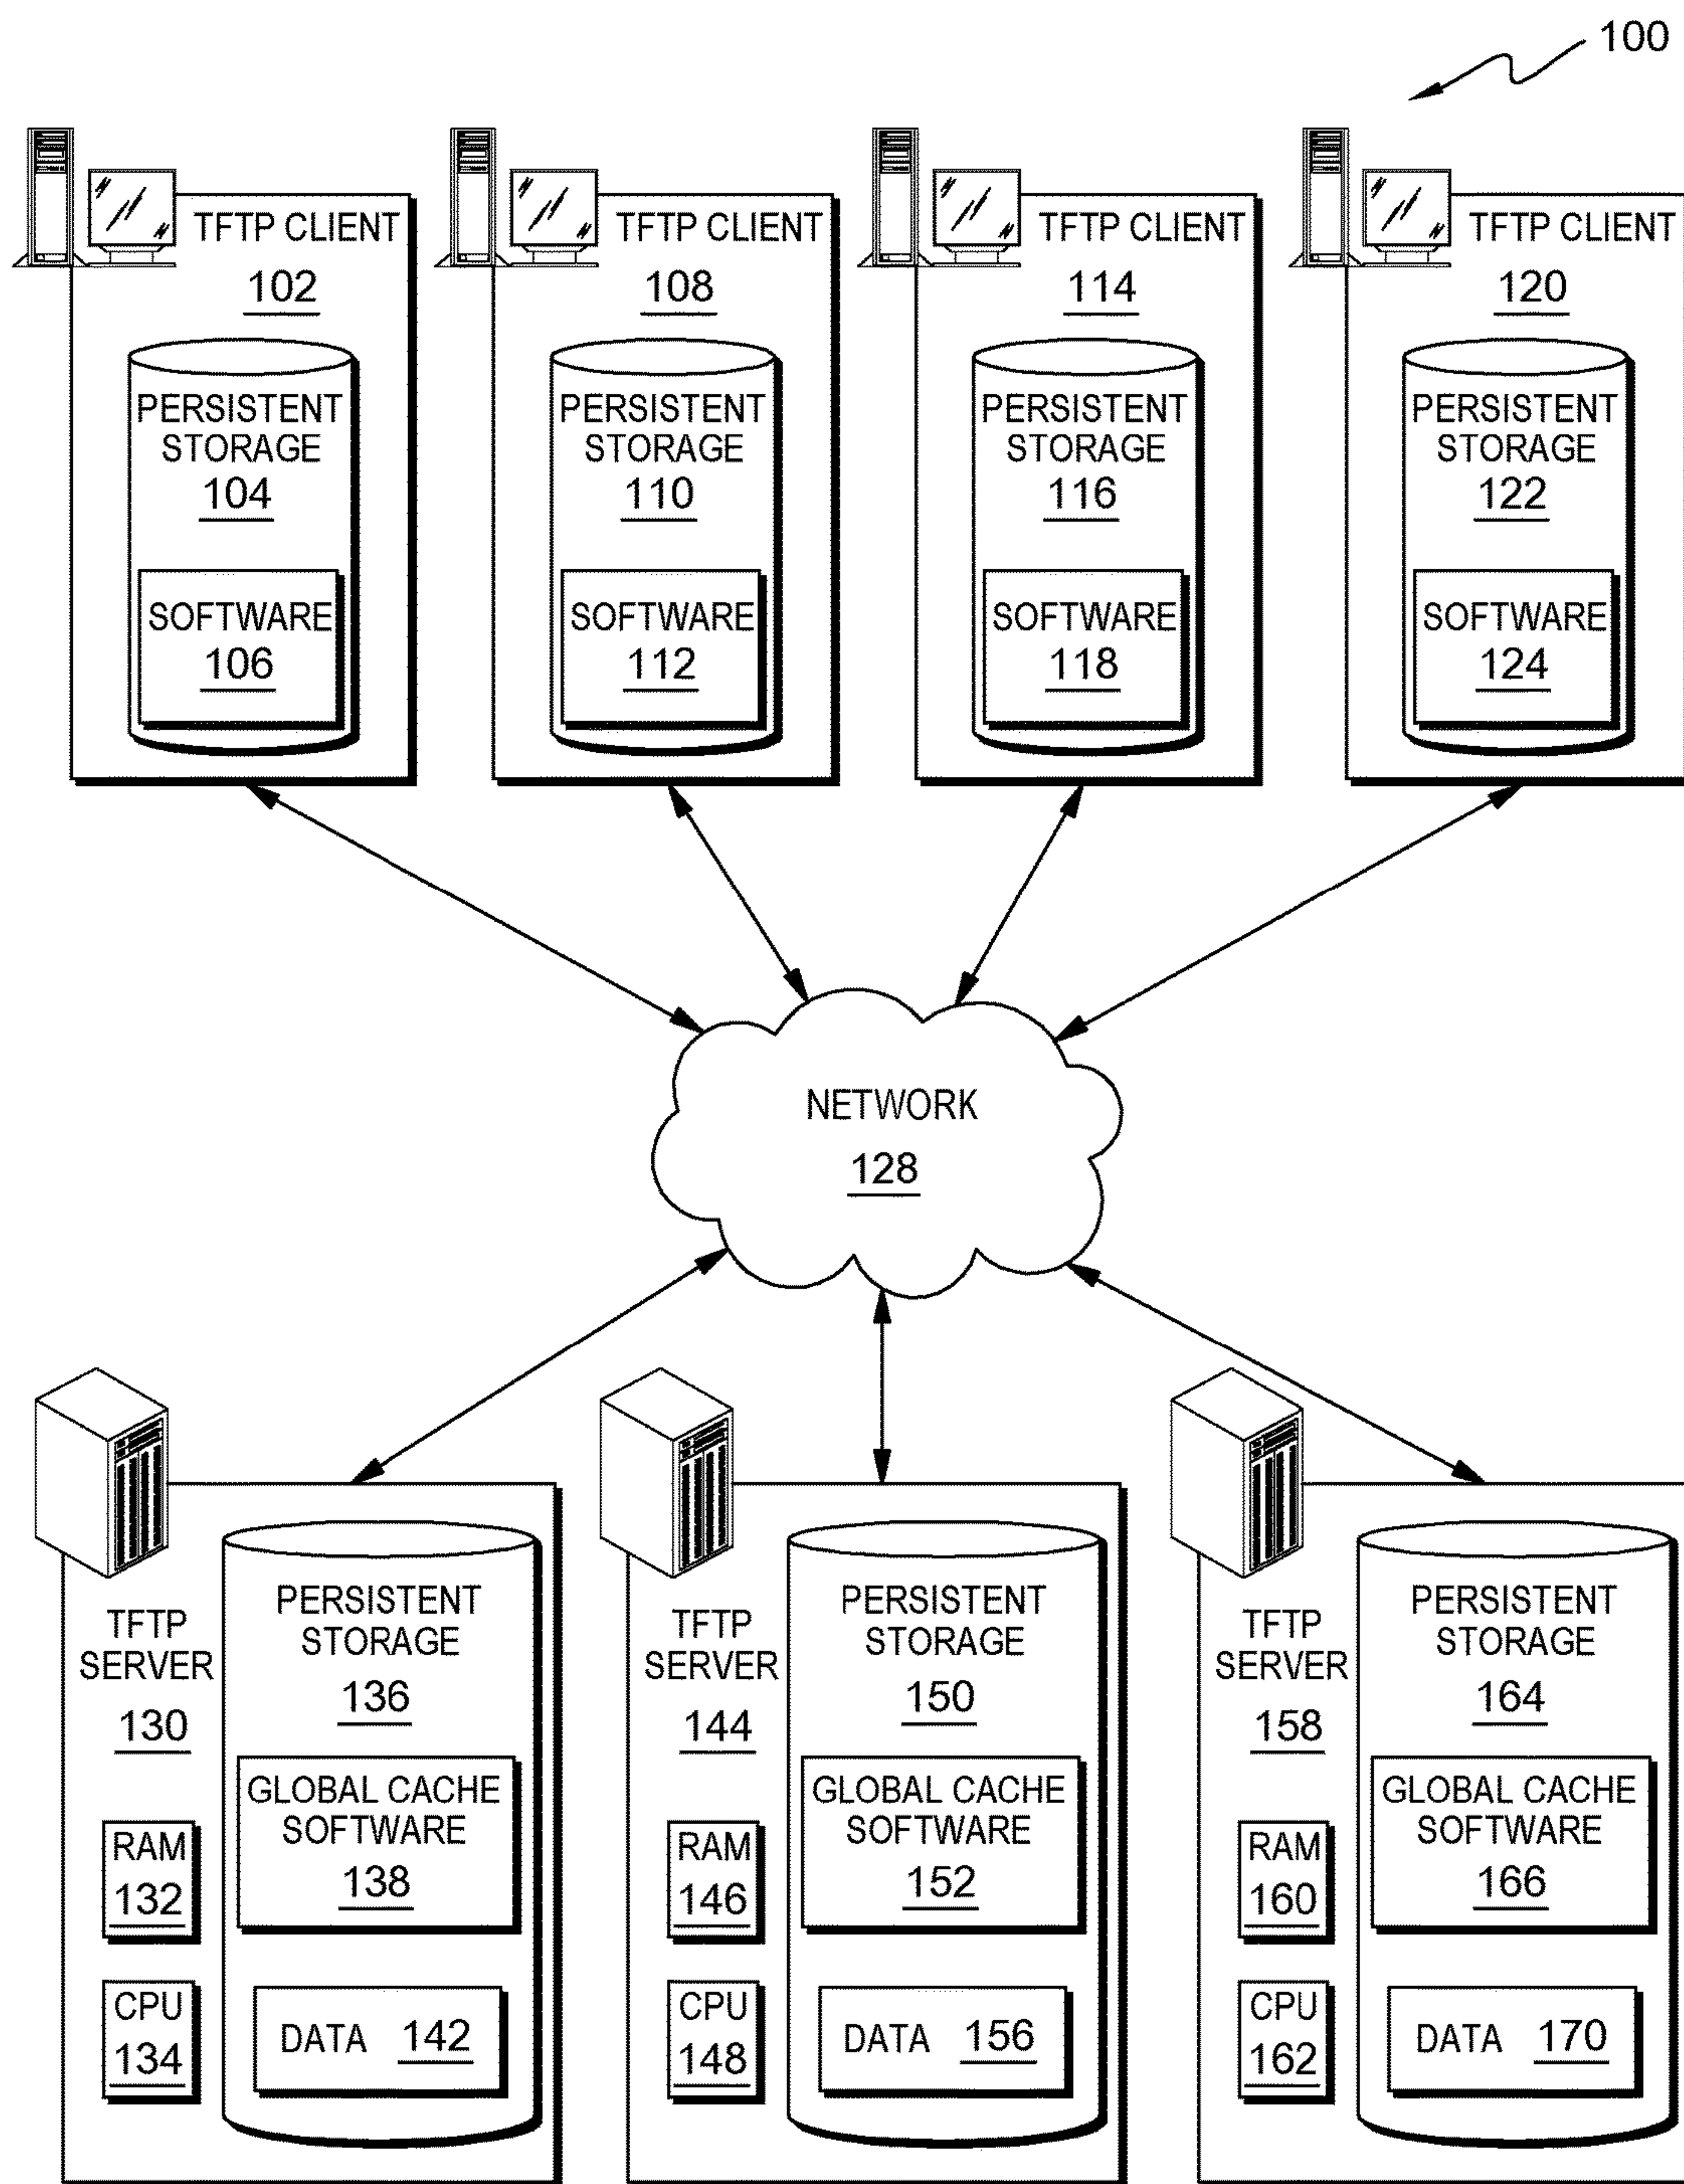 100
TFTP CLIENT
102
PERSISTENT
STORAGE
104
SOFTWARE
106
TFTP CLIENT
108
PERSISTENT
STORAGE
110
SOFTWARE
112
TFTP CLIENT
114
PERSISTENT
STORAGE
116
SOFTWARE
118
TFTP CLIENT
120
PERSISTENT
STORAGE
122
SOFTWARE
124
NETWORK
128
TFTP
SERVER
130
RAM
132
CPU
134
PERSISTENT
STORAGE
136
GLOBAL CACHE
SOFTWARE
138
DATA 142
TFTP
SERVER
144
RAM
146
CPU
148
PERSISTENT
STORAGE
150
GLOBAL CACHE
SOFTWARE
152
DATA 156
TFTP
SERVER
158
RAM
160
CPU
162
PERSISTENT
STORAGE
164
GLOBAL CACHE
SOFTWARE
166
DATA 170